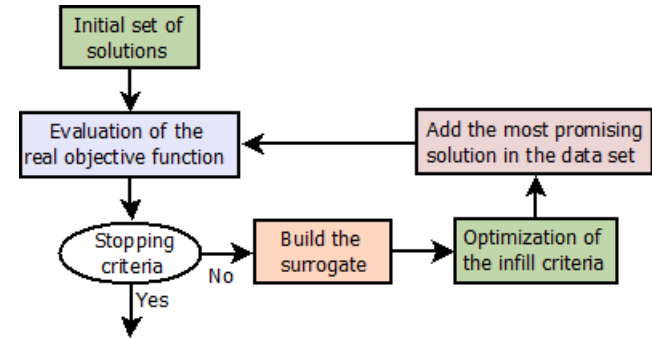 Initial set of
solutions
Evaluation of the
real objective function
Add the most promising
solution in the data set
Stopping
criteria
No
Yes
Build the
surrogate
Optimization of
the infill criteria